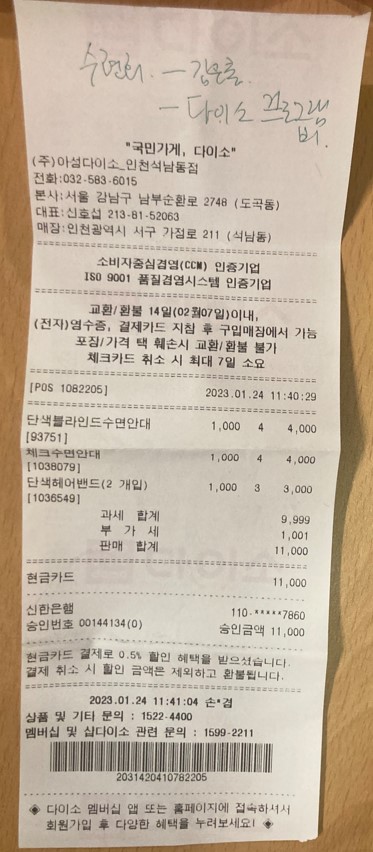 수련회. - 김은총.
- 다이소 프로그램
비.
"국민가게, 다이소"
(주)아성다이소_인천석남동점
전화:032-583-6015
본사:서울 강남구 남부순환로 2748 (도곡동)
대표:신호섭 213-81-52063
매장:인천광역시 서구 가정로 211 (석남동)
소비자중심경영(CCM) 인증기업
ISO 9001 품질경영시스템 인증기업
교환/환불 14일(02월07일)이내,
(전자)영수증, 결제카드 지참 후 구입매장에서 가능
포장/가격 택 훼손시 교환/환불 불가
체크카드 취소 시 최대 7일 소요
[POS 1082205] 2023.01.24 11:40:29
단색블라인드수면안대 1,000 4 4,000
[93751]
체크수면안대 1,000 4 4,000
[1038079]
단색헤어밴드(2 개입) 1,000 3 3,000
[1036549]
과세 합계 9,999
부 가 세 1,001
판매 합계 11,000
현금카드 11,000
신한은행 110-*****7860
승인번호 00144134(0) 승인금액 11,000
현금카드 결제로 0.5% 할인 혜택을 받으셨습니다.
결제 취소 시 할인 금액은 제외하고 환불됩니다.
2023.01.24 11:41:04 손*겸
상품 및 기타 문의 : 1522-4400
멤버십 및 샵다이소 관련 문의 : 1599-2211
2031420410782205
◈ 다이소 멤버십 앱 또는 홈페이지에 접속하셔서
회원가입 후 다양한 혜택을 누려보세요! ◈